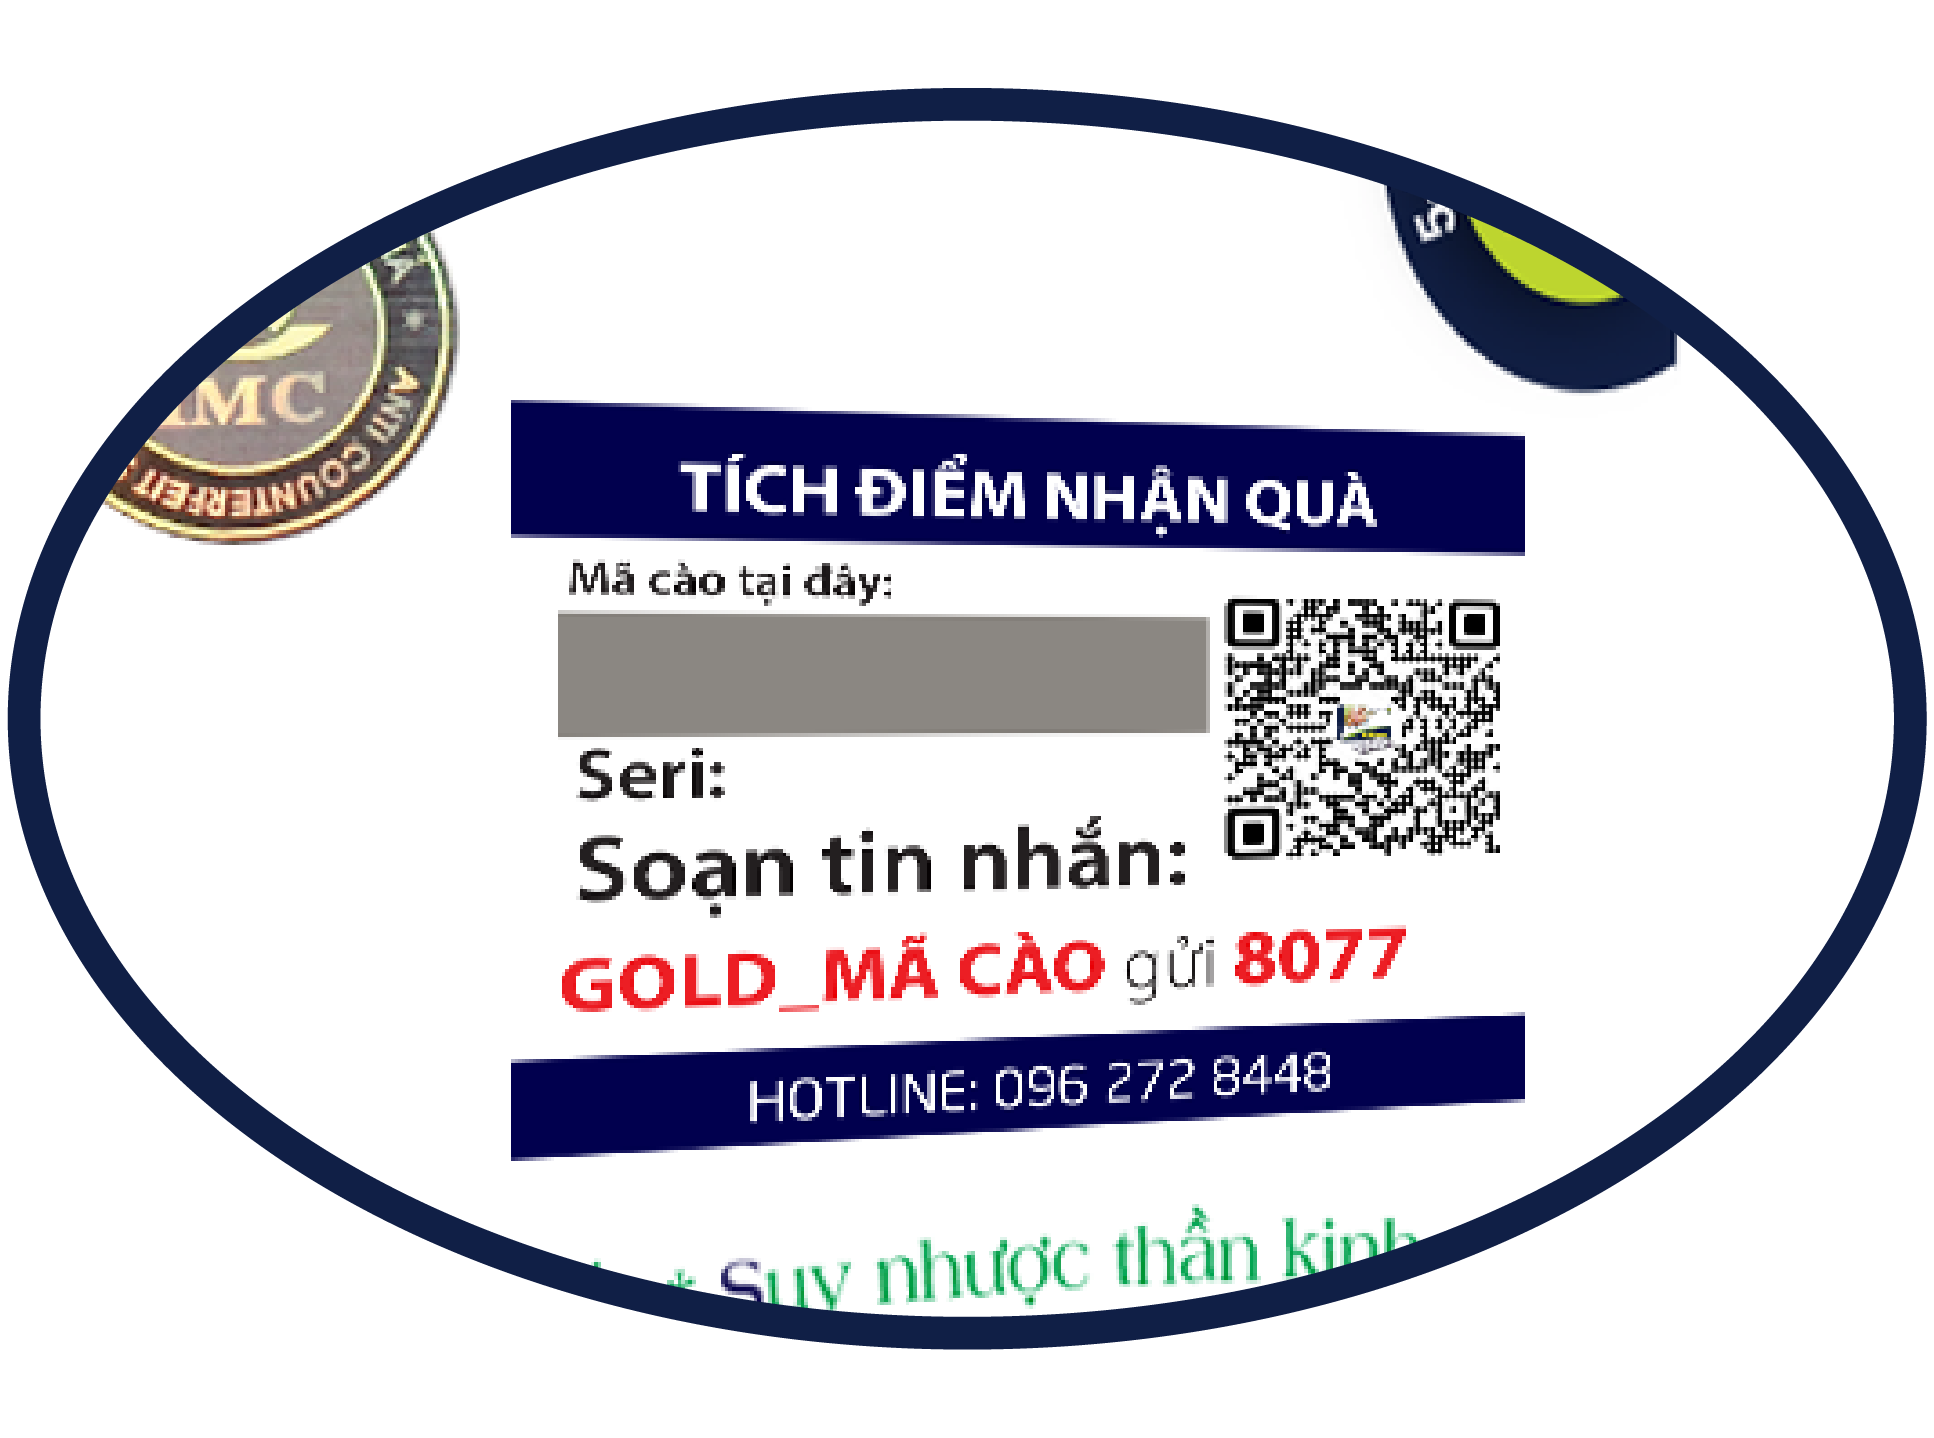 MC
ANTI COUNTERFEIT
TÍCH ĐIỂM NHẬN QUÀ
Mã cào tại đây:
Seri:
Soạn tin nhắn:
GOLD_MÃ CÀO gửi 8077
HOTLINE: 096 272 8448
* Suy nhược thần kinh